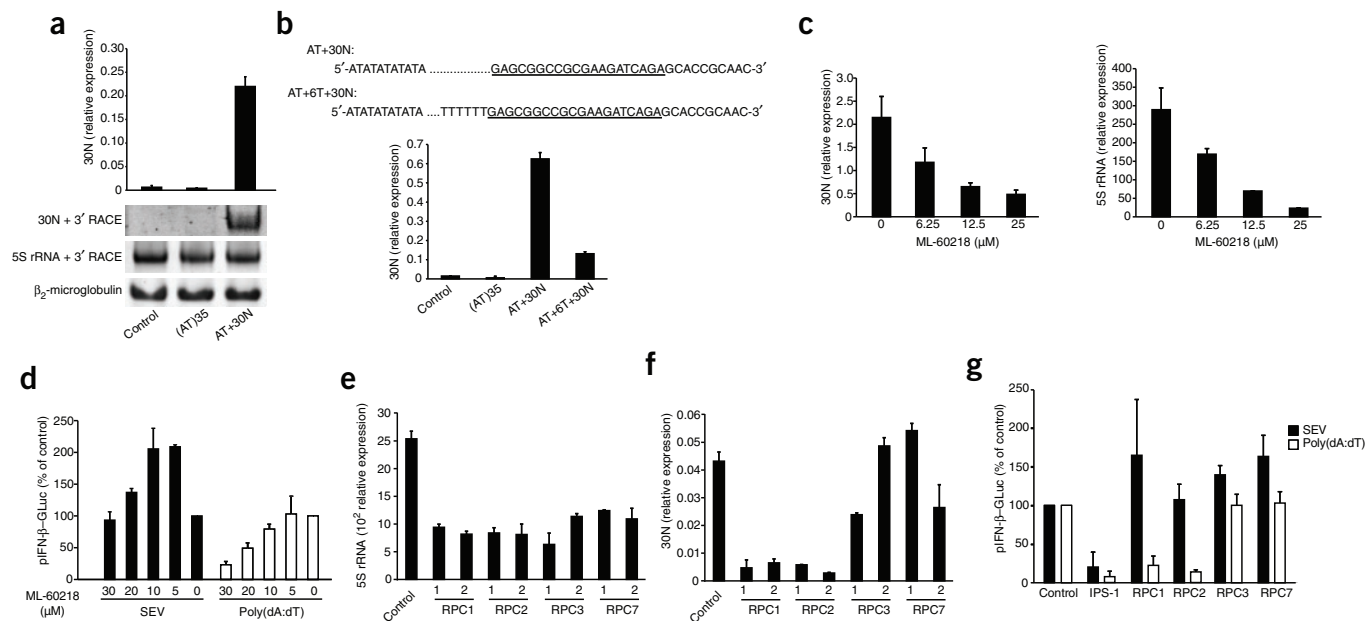 a
30N (relative expression)
0.30
0.25
0.20
0.15
0.10
0.05
0
30N + 3′ RACE
5S rRNA + 3′ RACE
β2-microglobulin
Control
(AT)35
AT+30N
b
AT+30N:
5′-ATATATATATA .................GAGCGGCCGCGAAGATCAGAGCACCGCAAC-3′
AT+6T+30N:
5′-ATATATATATA ....TTTTTTGAGCGGCCGCGAAGATCAGAGCACCGCAAC-3′
30N (relative expression)
0.7
0.6
0.5
0.4
0.3
0.2
0.1
0
Control
(AT)35
AT+30N
AT+6T+30N
c
30N (relative expression)
3.0
2.5
2.0
1.5
1.0
0.5
0
0 6.25 12.5 25
ML-60218 (μM)
5S rRNA (relative expression)
400
350
300
250
200
150
100
50
0
0 6.25 12.5 25
ML-60218 (μM)
d
pIFN-β–GLuc (% of control)
250
200
150
100
50
0
ML-60218 (μM)
30 20 10 5 0 30 20 10 5 0
SEV Poly(dA:dT)
e
5S rRNA (10² relative expression)
30
25
20
15
10
5
0
Control
1 2 1 2 1 2 1 2
RPC1 RPC2 RPC3 RPC7
f
30N (relative expression)
0.06
0.05
0.04
0.03
0.02
0.01
0
Control
1 2 1 2 1 2 1 2
RPC1 RPC2 RPC3 RPC7
g
pIFN-β–GLuc (% of control)
250
200
150
100
50
0
Control IPS-1 RPC1 RPC2 RPC3 RPC7
SEV
Poly(dA:dT)